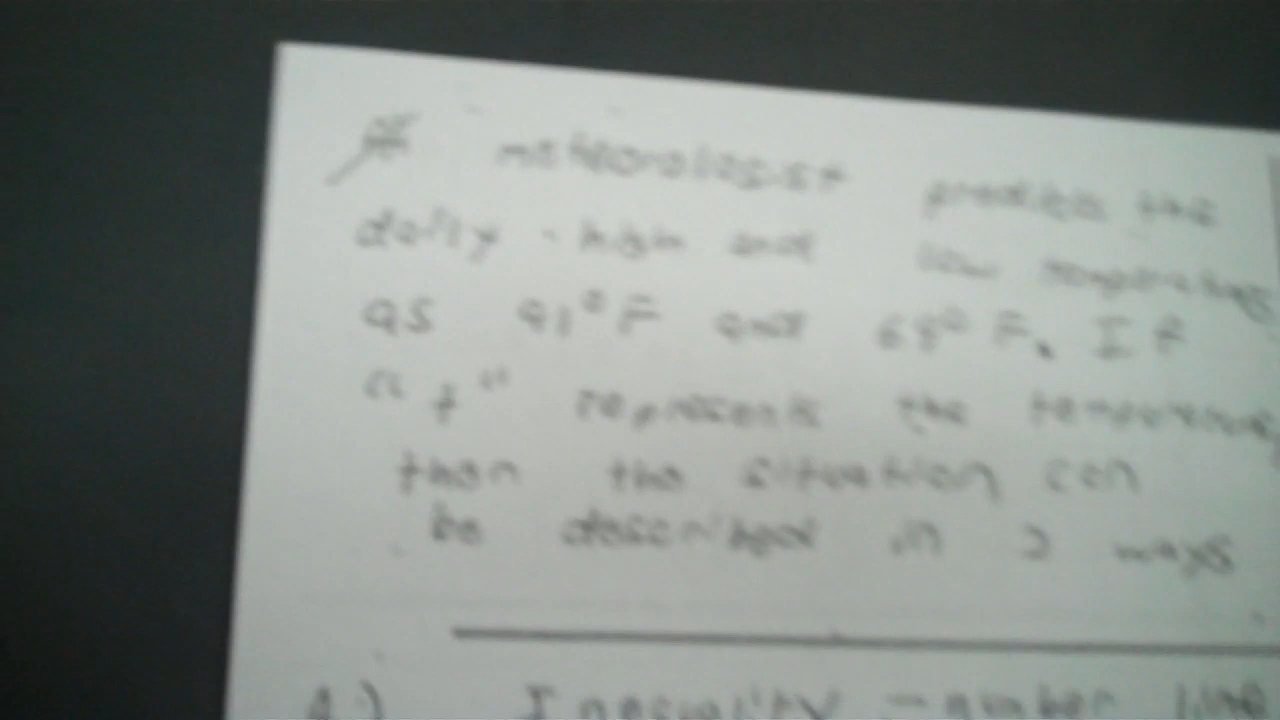 A meteorologist predicts the
daily high and low temperatures
as 91°F and 68°F. If
"t" represents the temperature,
then the situation can
be described in 2 ways
1) Inequality - number line